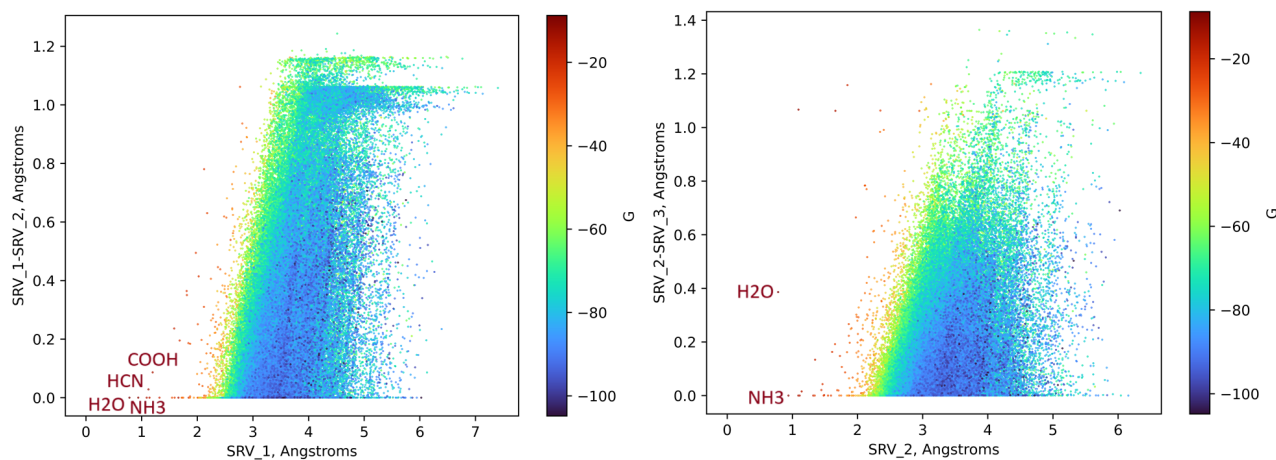 1.2
1.0
0.8
0.6
0.4
0.2
0.0
SRV_1-SRV_2, Angstroms
COOH
HCN
H2O NH3
0 1 2 3 4 5 6 7
SRV_1, Angstroms
−20
−40
−60
−80
−100
G
1.4
1.2
1.0
0.8
0.6
0.4
0.2
0.0
SRV_2-SRV_3, Angstroms
H2O
NH3
0 1 2 3 4 5 6
SRV_2, Angstroms
−20
−40
−60
−80
−100
G